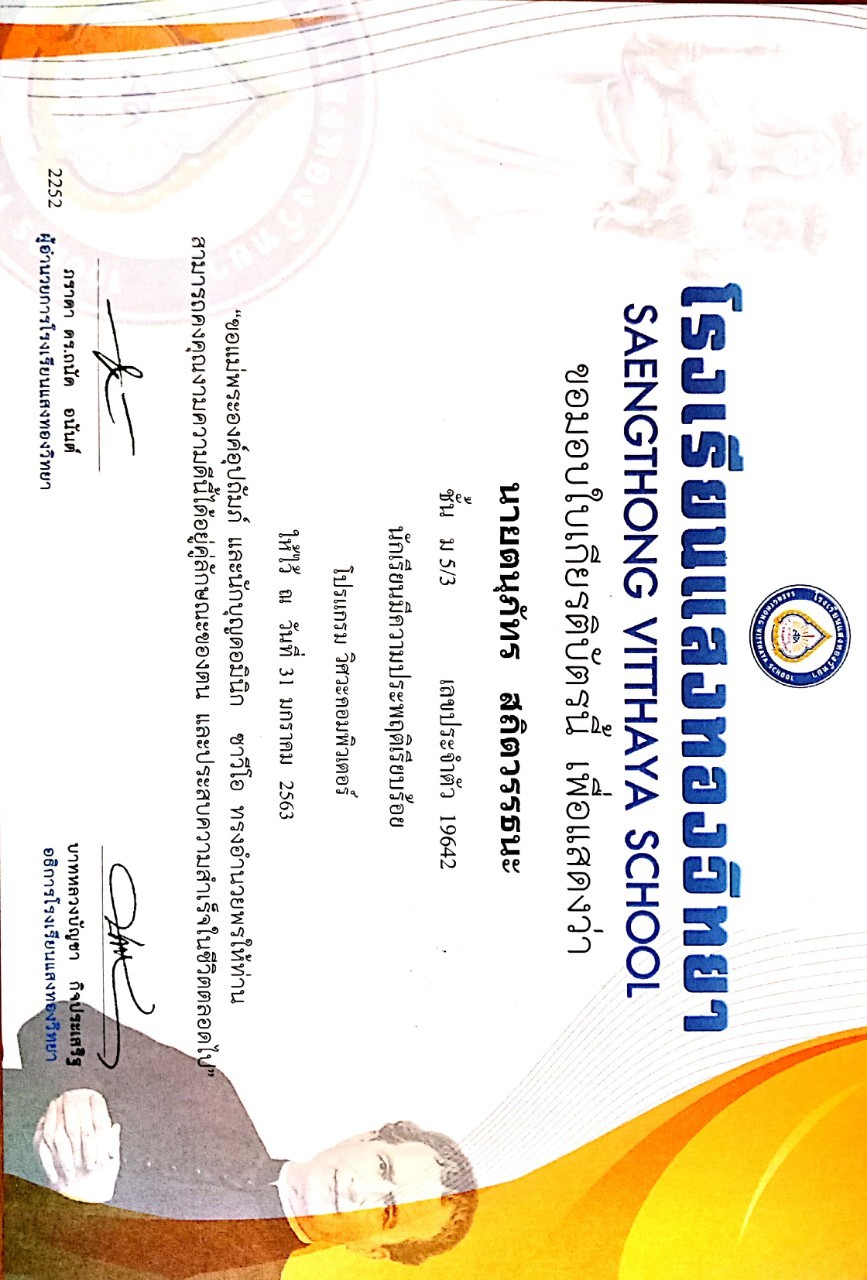 โรงเรียนแสงทองวิทยา
SAENGTHONG VITTHAYA SCHOOL
ขอมอบใบเกียรติบัตรนี้ เพื่อแสดงว่า
นายตนุภัทร สถิตวรรธนะ
ชั้น ม 5/3 เลขประจำตัว 19642
นักเรียนมีความประพฤติเรียบร้อย
โปรแกรม วิศวะคอมพิวเตอร์
ให้ไว้ ณ วันที่ 31 มกราคม 2563
“ขอแม่พระองค์อุปถัมภ์ และนักบุญดอมินิก ซาวีโอ ทรงอำนวยพรให้ท่าน
สามารถคงคุณงามความดีนี้ได้อยู่คู่ลักษณะของตน และประสบความสำเร็จในชีวิตตลอดไป”
ภราดา ดร.ถนัด อนันต์
ผู้อำนวยการโรงเรียนแสงทองวิทยา
บาทหลวงบัญชา กิจประเสริฐ
อธิการโรงเรียนแสงทองวิทยา
2252